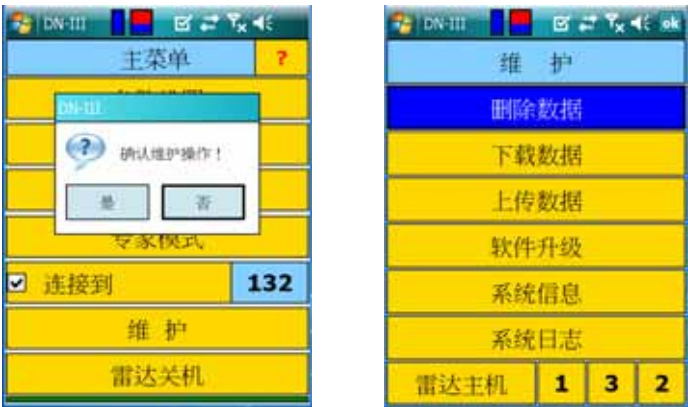 DN-III
主菜单 ?
DN-III
确认维护操作！
是 否
专家模式
连接到 132
维 护
雷达关机
DN-III ok
维 护
删除数据
下载数据
上传数据
软件升级
系统信息
系统日志
雷达主机 1 3 2